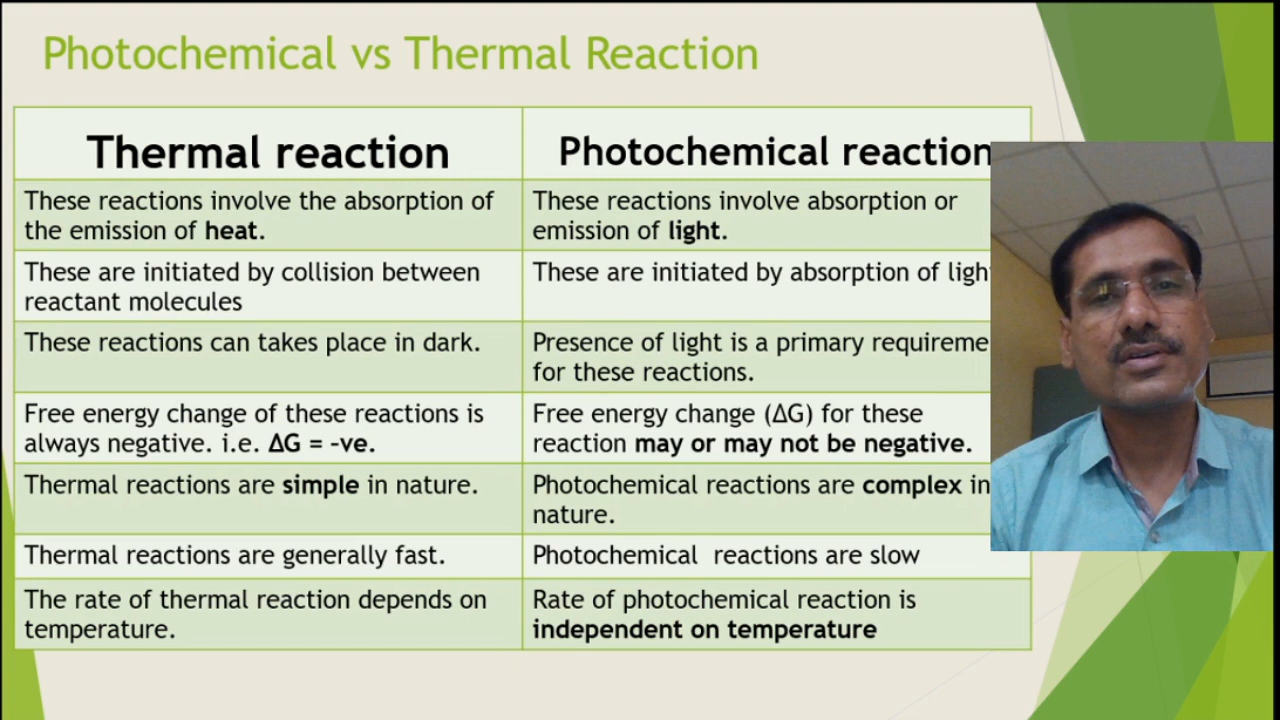 Photochemical vs Thermal Reaction
Thermal reaction
Photochemical reaction
These reactions involve the absorption of
the emission of heat.
These reactions involve absorption or
emission of light.
These are initiated by collision between
reactant molecules
These are initiated by absorption of
These reactions can takes place in dark.
Presence of light is a primary
for these reactions.
Free energy change of these reactions is
always negative. i.e. ΔG = –ve.
Free energy change (ΔG) for these
reaction may or may not be negative.
Thermal reactions are simple in nature.
Photochemical reactions are complex in
nature.
Thermal reactions are generally fast.
Photochemical reactions are slow
The rate of thermal reaction depends on
temperature.
Rate of photochemical reaction is
independent on temperature